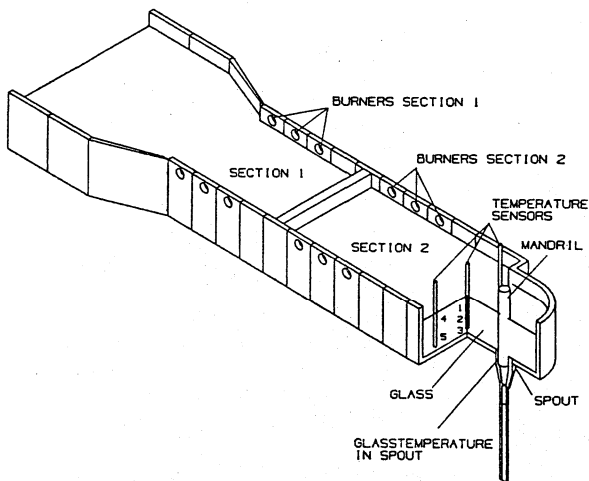 BURNERS SECTION 1
BURNERS SECTION 2
SECTION 1
TEMPERATURE
SENSORS
MANDRIL
SECTION 2
1
4 2
3
5
GLASS
SPOUT
GLASSTEMPERATURE
IN SPOUT